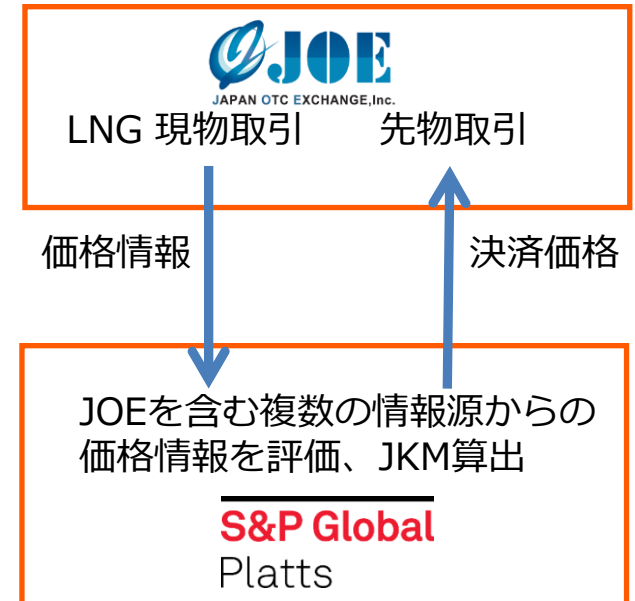 JOE
JAPAN OTC EXCHANGE,Inc.
LNG 現物取引 先物取引
価格情報 決済価格
JOEを含む複数の情報源からの
価格情報を評価、JKM算出
S&P Global
Platts